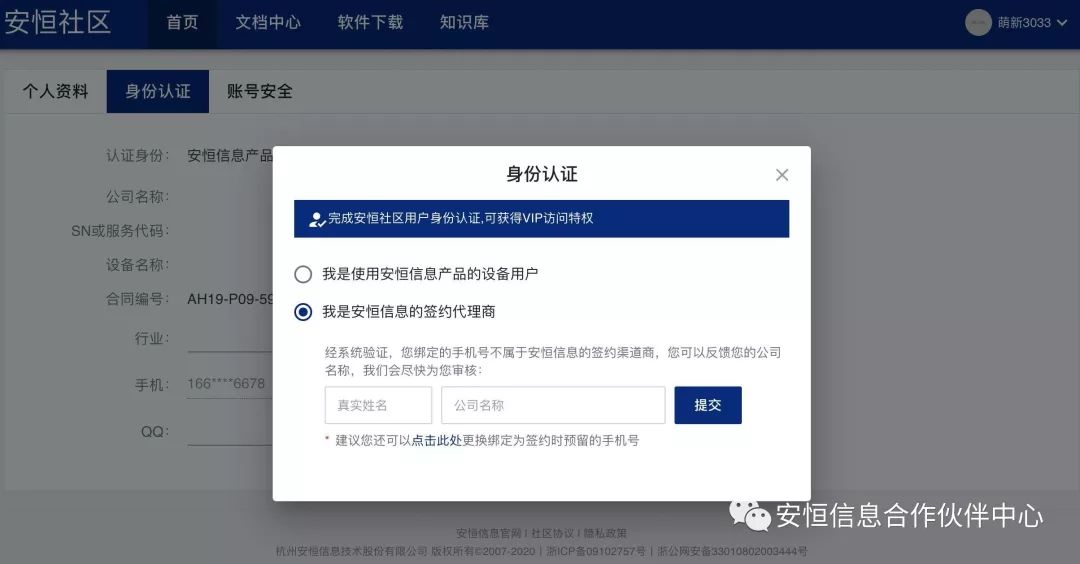 安恒社区
首页 文档中心 软件下载 知识库
萌新3033
个人资料 身份认证 账号安全
认证身份： 安恒信息产品
公司名称：
SN或服务代码：
设备名称：
合同编号： AH19-P09-59
行业：
手机： 166****6678
QQ：
身份认证
完成安恒社区用户身份认证,可获得VIP访问特权
我是使用安恒信息产品的设备用户
我是安恒信息的签约代理商
经系统验证，您绑定的手机号不属于安恒信息的签约渠道商，您可以反馈您的公司
名称，我们会尽快为您审核：
真实姓名 公司名称 提交
* 建议您还可以点击此处更换绑定为签约时预留的手机号
安恒信息合作伙伴中心
安恒信息官网 | 社区协议 | 隐私政策
杭州安恒信息技术股份有限公司 版权所有©2007-2020 | 浙ICP备09102757号 | 浙公网安备33010802003444号